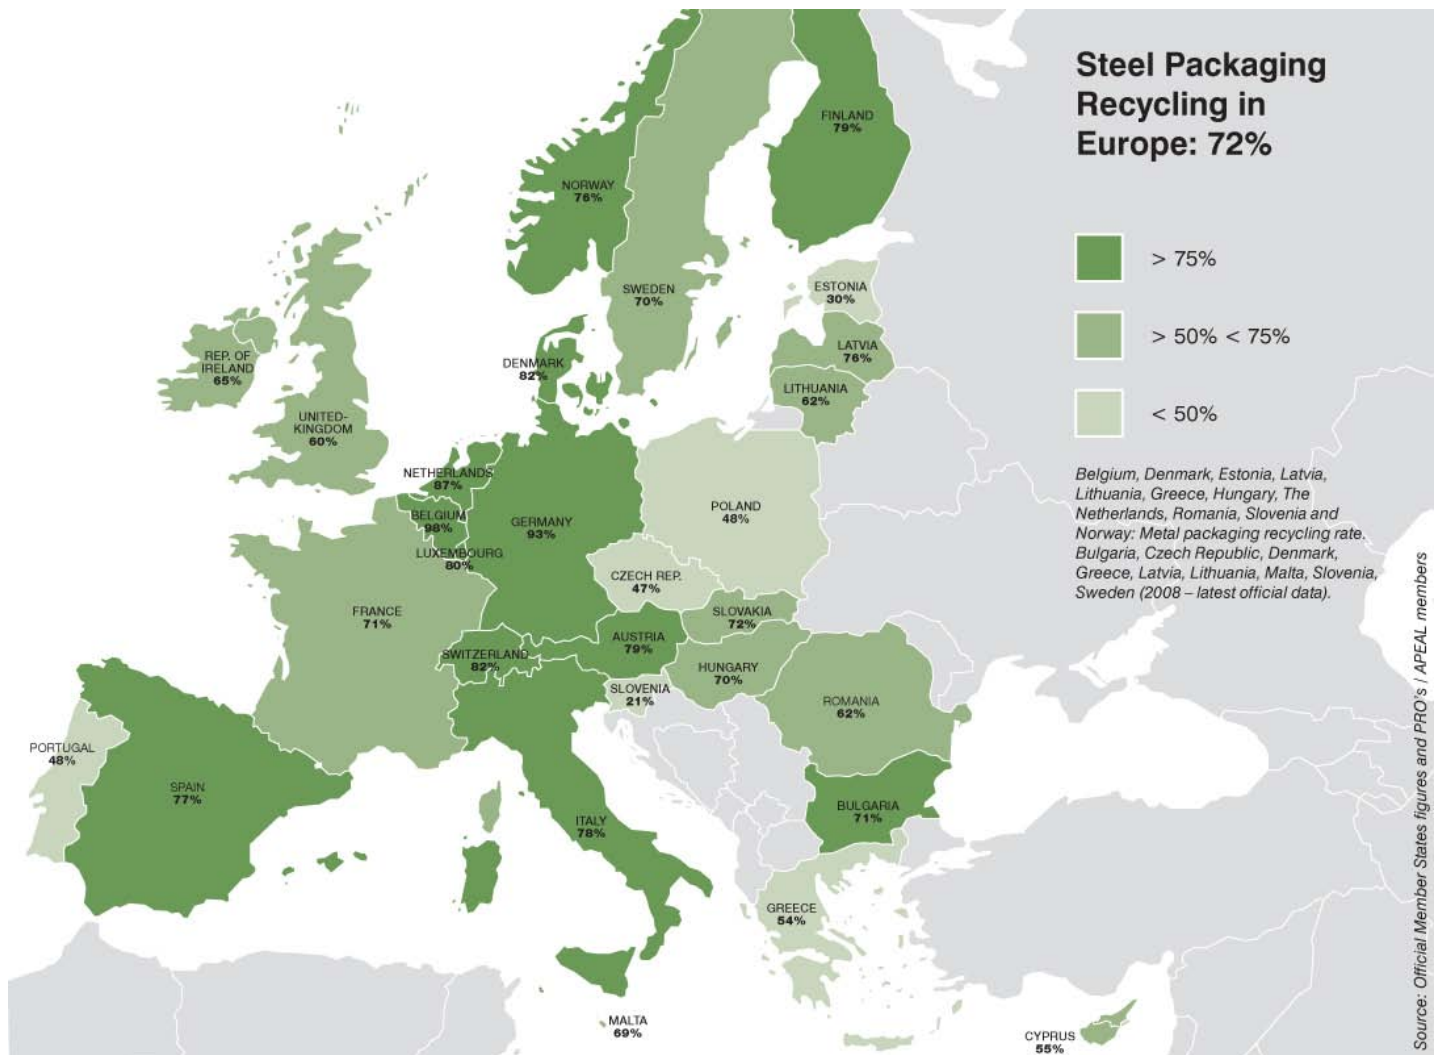 Steel Packaging
Recycling in
Europe: 72%
> 75%
> 50% < 75%
< 50%
Belgium, Denmark, Estonia, Latvia,
Lithuania, Greece, Hungary, The
Netherlands, Romania, Slovenia and
Norway: Metal packaging recycling rate.
Bulgaria, Czech Republic, Denmark,
Greece, Latvia, Lithuania, Malta, Slovenia,
Sweden (2008 – latest official data).
Source: Official Member States figures and PRO's / APEAL members
FINLAND
79%
NORWAY
76%
SWEDEN
70%
ESTONIA
30%
LATVIA
76%
LITHUANIA
62%
DENMARK
82%
REP. OF
IRELAND
65%
UNITED-
KINGDOM
60%
NETHERLANDS
87%
BELGIUM
98%
LUXEMBOURG
80%
GERMANY
93%
POLAND
48%
CZECH REP.
47%
SLOVAKIA
72%
FRANCE
71%
AUSTRIA
79%
SWITZERLAND
82%
HUNGARY
70%
SLOVENIA
21%
ROMANIA
62%
PORTUGAL
48%
SPAIN
77%
ITALY
78%
BULGARIA
71%
GREECE
54%
MALTA
69%
CYPRUS
55%